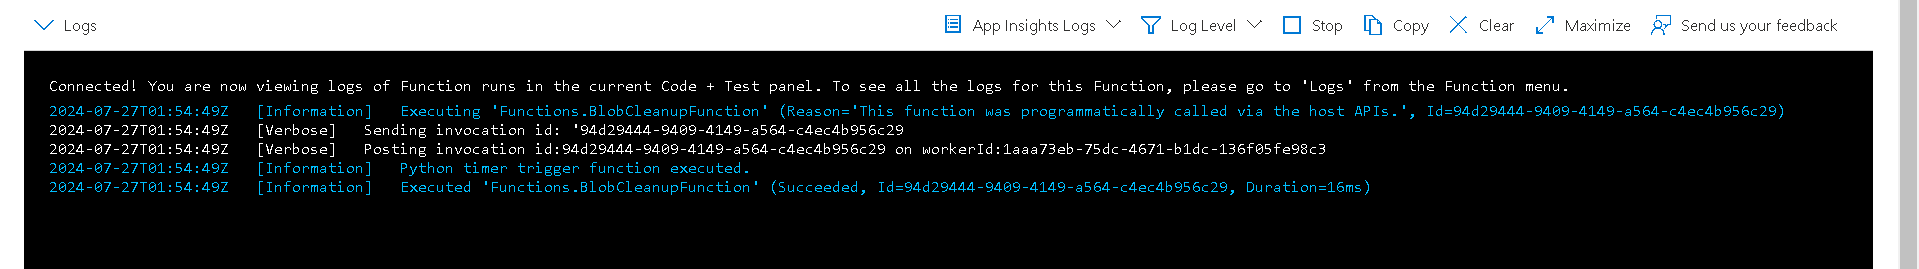 Logs
App Insights Logs
Log Level
Stop
Copy
Clear
Maximize
Send us your feedback
Connected! You are now viewing logs of Function runs in the current Code + Test panel. To see all the logs for this Function, please go to 'Logs' from the Function menu.
2024-07-27T01:54:49Z [Information] Executing 'Functions.BlobCleanupFunction' (Reason='This function was programmatically called via the host APIs.', Id=94d29444-9409-4149-a564-c4ec4b956c29)
2024-07-27T01:54:49Z [Verbose] Sending invocation id: '94d29444-9409-4149-a564-c4ec4b956c29
2024-07-27T01:54:49Z [Verbose] Posting invocation id:94d29444-9409-4149-a564-c4ec4b956c29 on workerId:1aaa73eb-75dc-4671-b1dc-136f05fe98c3
2024-07-27T01:54:49Z [Information] Python timer trigger function executed.
2024-07-27T01:54:49Z [Information] Executed 'Functions.BlobCleanupFunction' (Succeeded, Id=94d29444-9409-4149-a564-c4ec4b956c29, Duration=16ms)